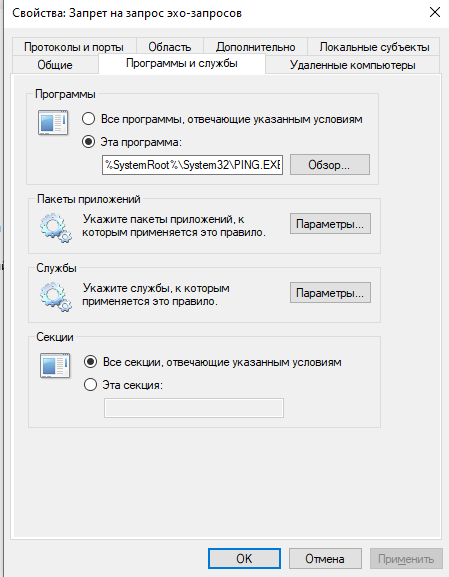 Свойства: Запрет на запрос эхо-запросов
Протоколы и порты Область Дополнительно Локальные субъекты
Общие Программы и службы Удаленные компьютеры
Программы
Все программы, отвечающие указанным условиям
Эта программа:
%SystemRoot%\System32\PING.EXE Обзор...
Пакеты приложений
Укажите пакеты приложений, к
которым применяется это правило.
Параметры...
Службы
Укажите службы, к которым
применяется это правило.
Параметры...
Секции
Все секции, отвечающие указанным условиям
Эта секция:
OK Отмена Применить